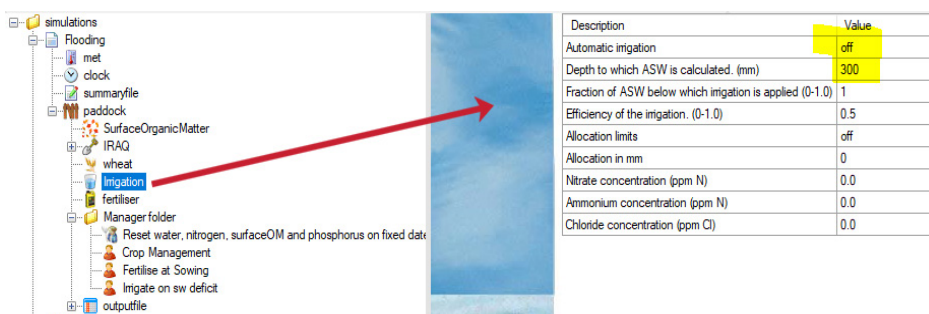 simulations
Flooding
met
clock
summaryfile
paddock
SurfaceOrganicMatter
IRAQ
wheat
Irrigation
fertiliser
Manager folder
Reset water, nitrogen, surfaceOM and phosphorus on fixed date
Crop Management
Fertilise at Sowing
Irrigate on sw deficit
outputfile
Description Value
Automatic irrigation off
Depth to which ASW is calculated. (mm) 300
Fraction of ASW below which irrigation is applied (0-1.0) 1
Efficiency of the irrigation. (0-1.0) 0.5
Allocation limits off
Allocation in mm 0
Nitrate concentration (ppm N) 0.0
Ammonium concentration (ppm N) 0.0
Chloride concentration (ppm Cl) 0.0